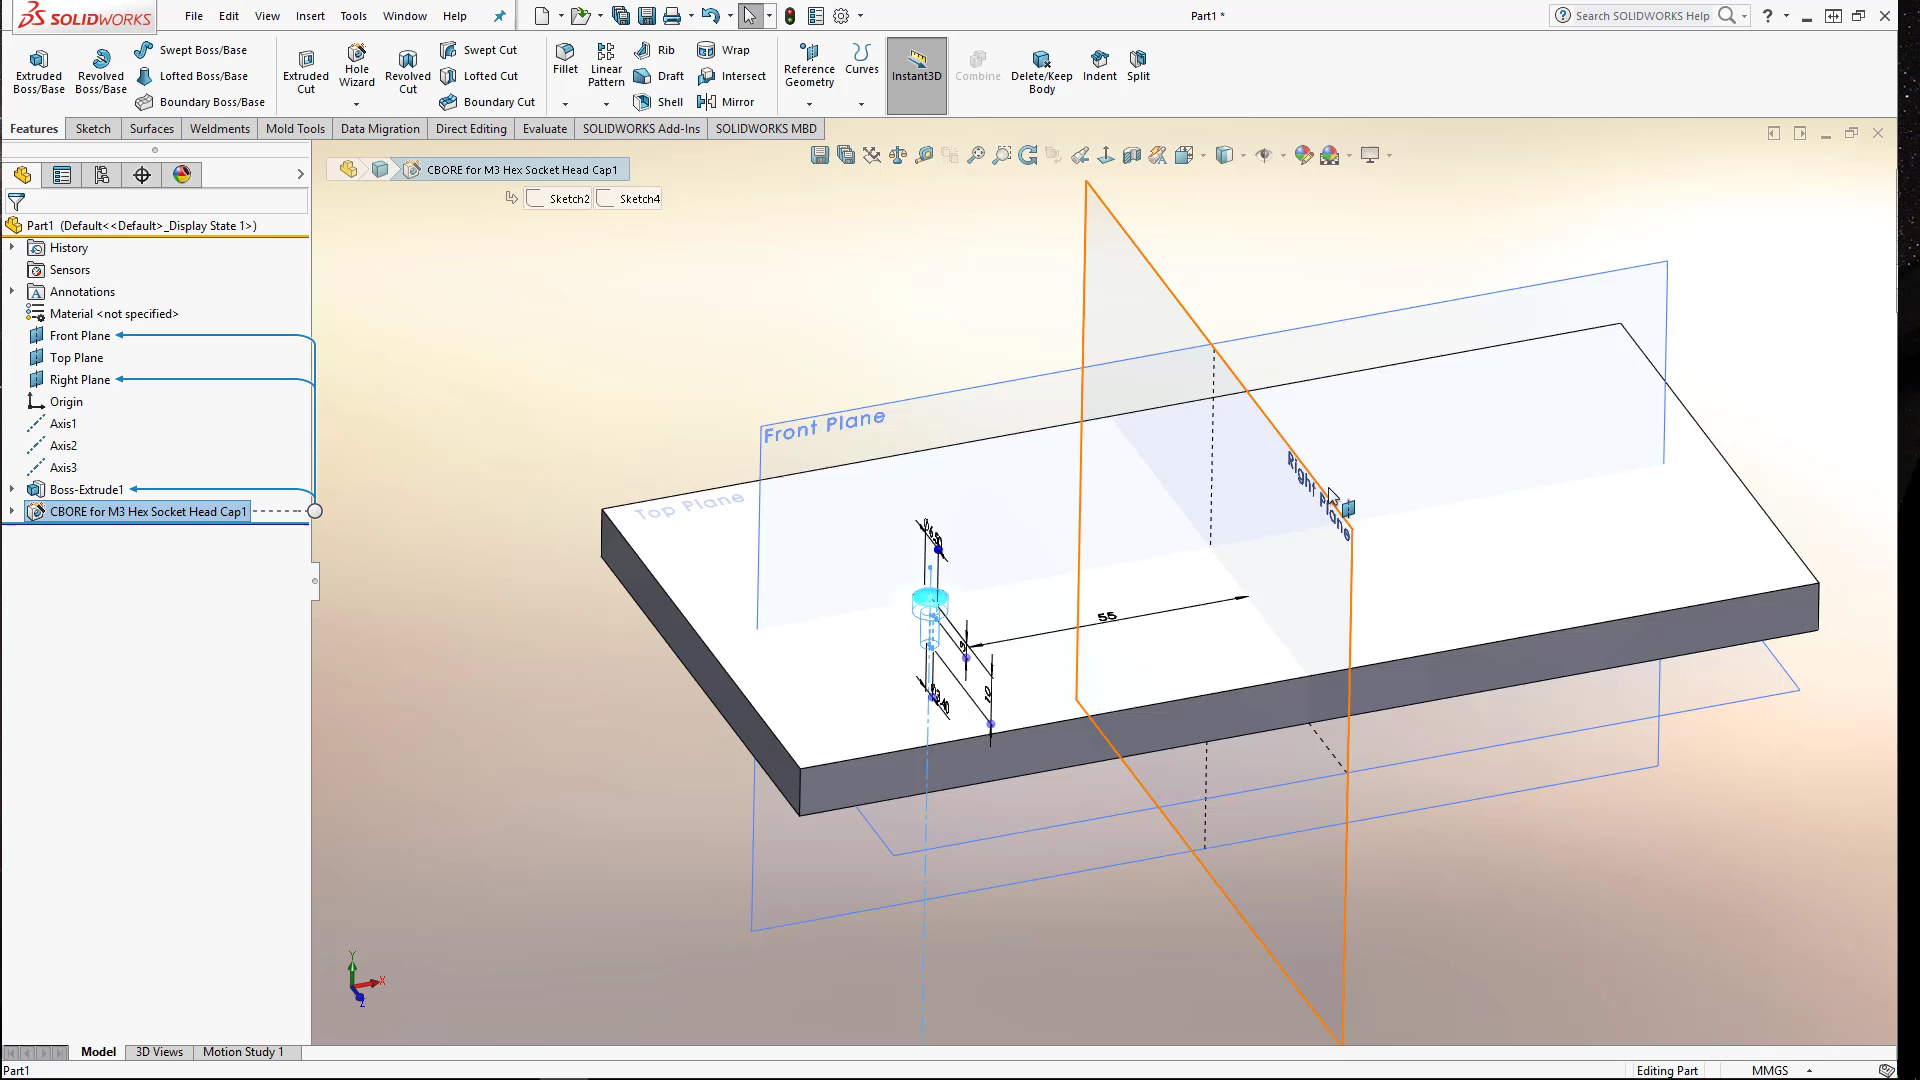 SOLIDWORKS File Edit View Insert Tools Window Help Part1 * Search SOLIDWORKS Help ?
Extruded Boss/Base
Revolved Boss/Base
Swept Boss/Base
Lofted Boss/Base
Boundary Boss/Base
Extruded Cut
Hole Wizard
Revolved Cut
Swept Cut
Lofted Cut
Boundary Cut
Fillet
Linear Pattern
Rib
Draft
Shell
Wrap
Intersect
Mirror
Reference Geometry
Curves
Instant3D
Combine
Delete/Keep Body
Indent
Split
Features Sketch Surfaces Weldments Mold Tools Data Migration Direct Editing Evaluate SOLIDWORKS Add-Ins SOLIDWORKS MBD
CBORE for M3 Hex Socket Head Cap1
Sketch2 Sketch4
Part1 (Default<<Default>_Display State 1>)
History
Sensors
Annotations
Material <not specified>
Front Plane
Top Plane
Right Plane
Origin
Axis1
Axis2
Axis3
Boss-Extrude1
CBORE for M3 Hex Socket Head Cap1
Front Plane
Top Plane
Right Plane
55
10
Y
X
Z
Model 3D Views Motion Study 1
Part1 Editing Part MMGS